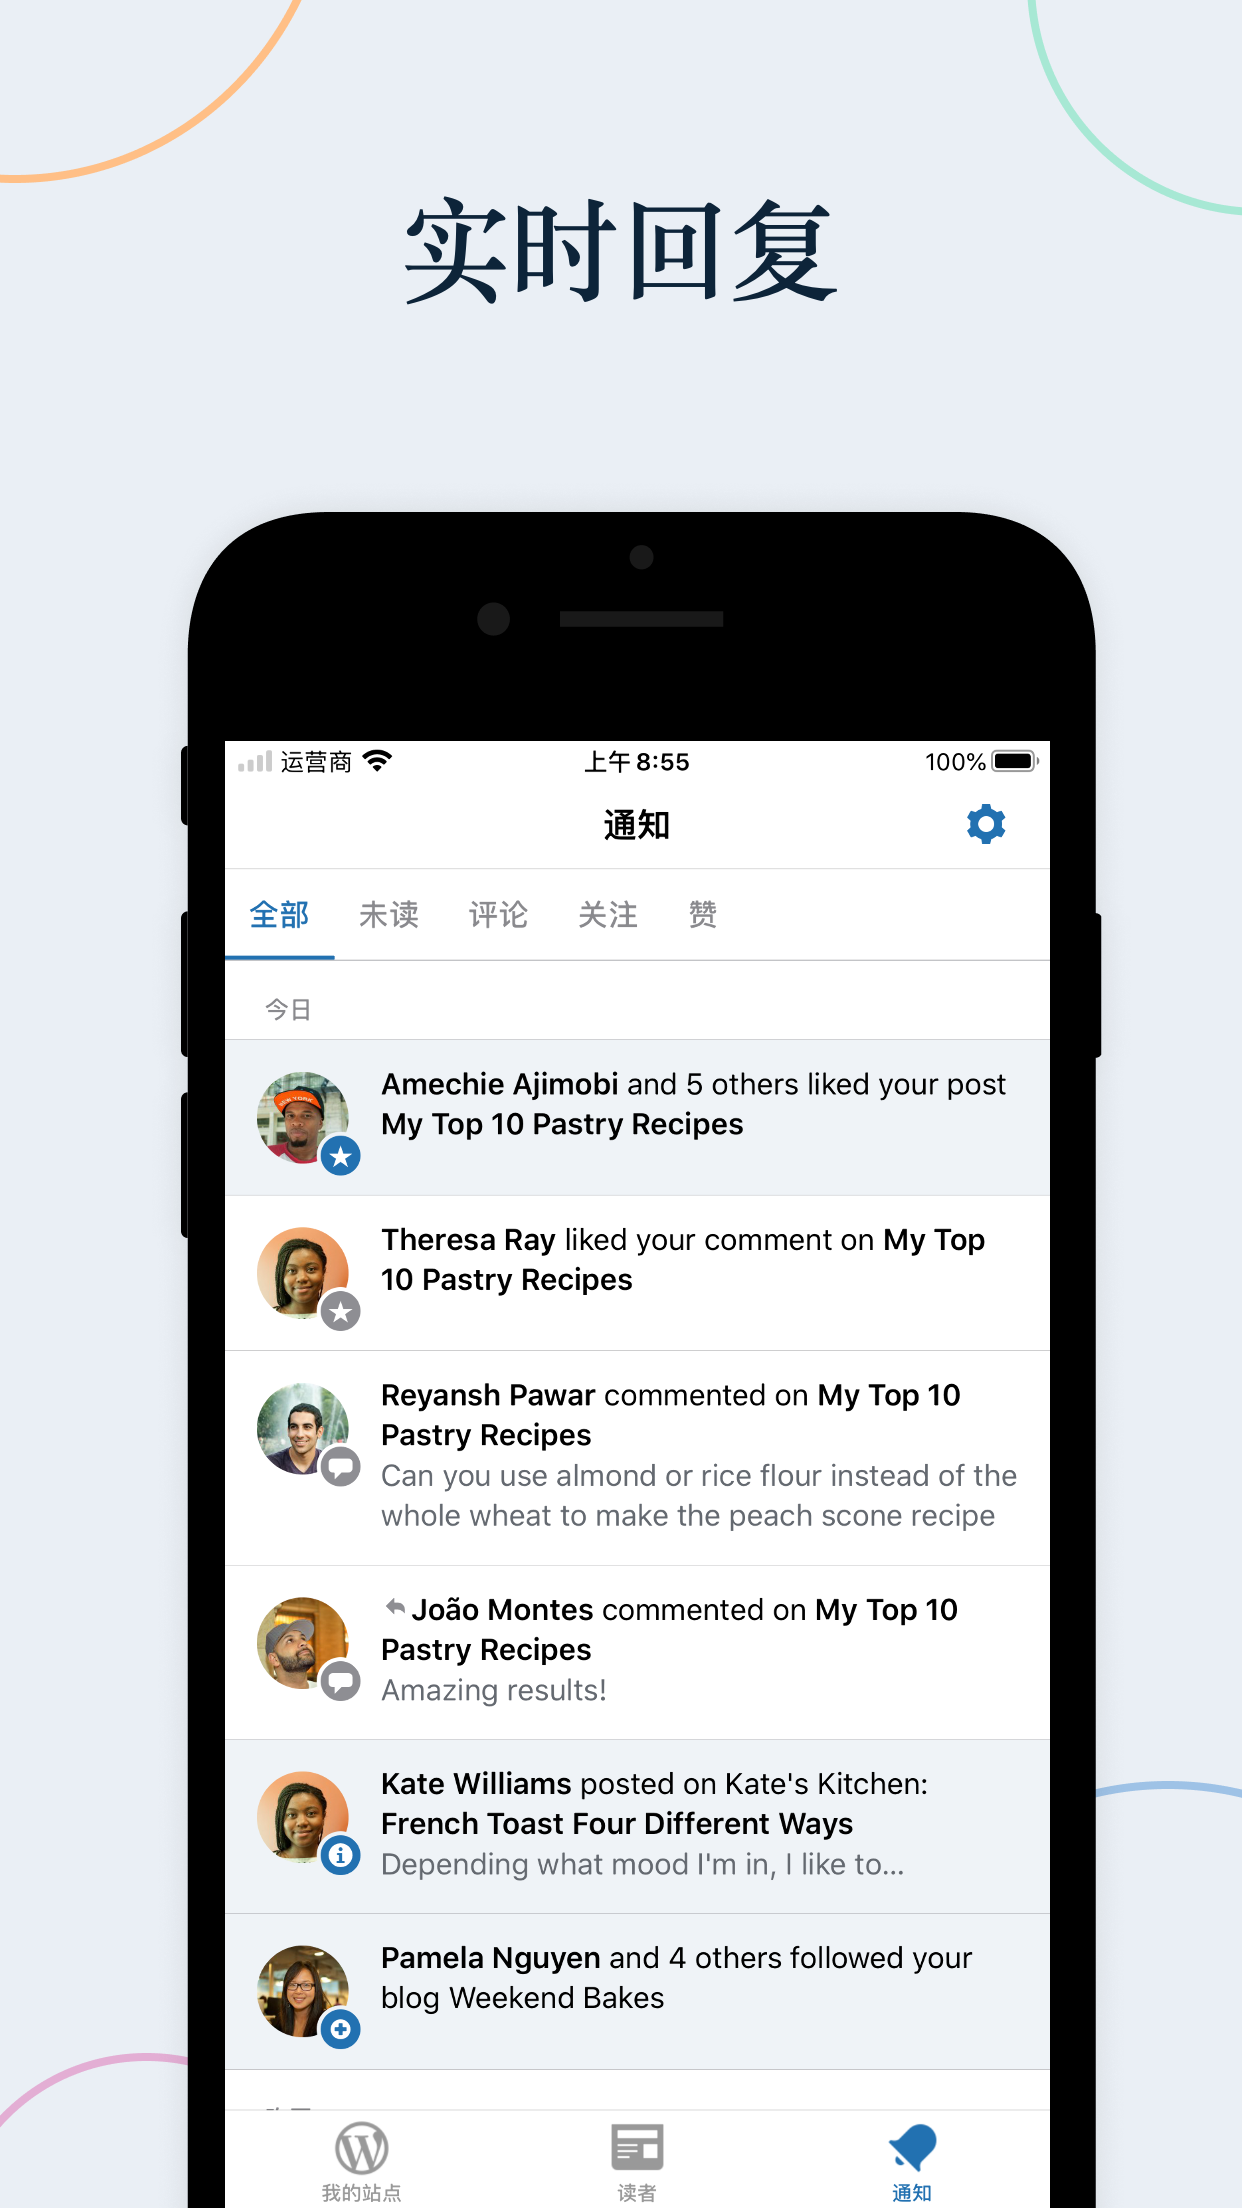 实时回复
运营商 上午 8:55 100%
通知
全部 未读 评论 关注 赞
今日
Amechie Ajimobi and 5 others liked your post
My Top 10 Pastry Recipes
Theresa Ray liked your comment on My Top
10 Pastry Recipes
Reyansh Pawar commented on My Top 10
Pastry Recipes
Can you use almond or rice flour instead of the
whole wheat to make the peach scone recipe
João Montes commented on My Top 10
Pastry Recipes
Amazing results!
Kate Williams posted on Kate's Kitchen:
French Toast Four Different Ways
Depending what mood I'm in, I like to...
Pamela Nguyen and 4 others followed your
blog Weekend Bakes
我的站点 读者 通知